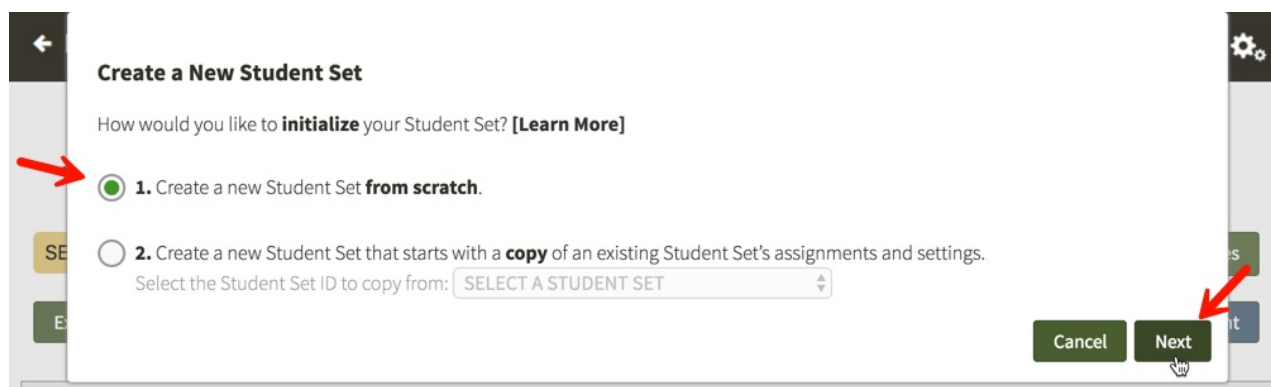 Create a New Student Set
How would you like to initialize your Student Set? [Learn More]
1. Create a new Student Set from scratch.
2. Create a new Student Set that starts with a copy of an existing Student Set's assignments and settings.
SE
es
Select the Student Set ID to copy from: SELECT A STUDENT SET
Cancel
Next